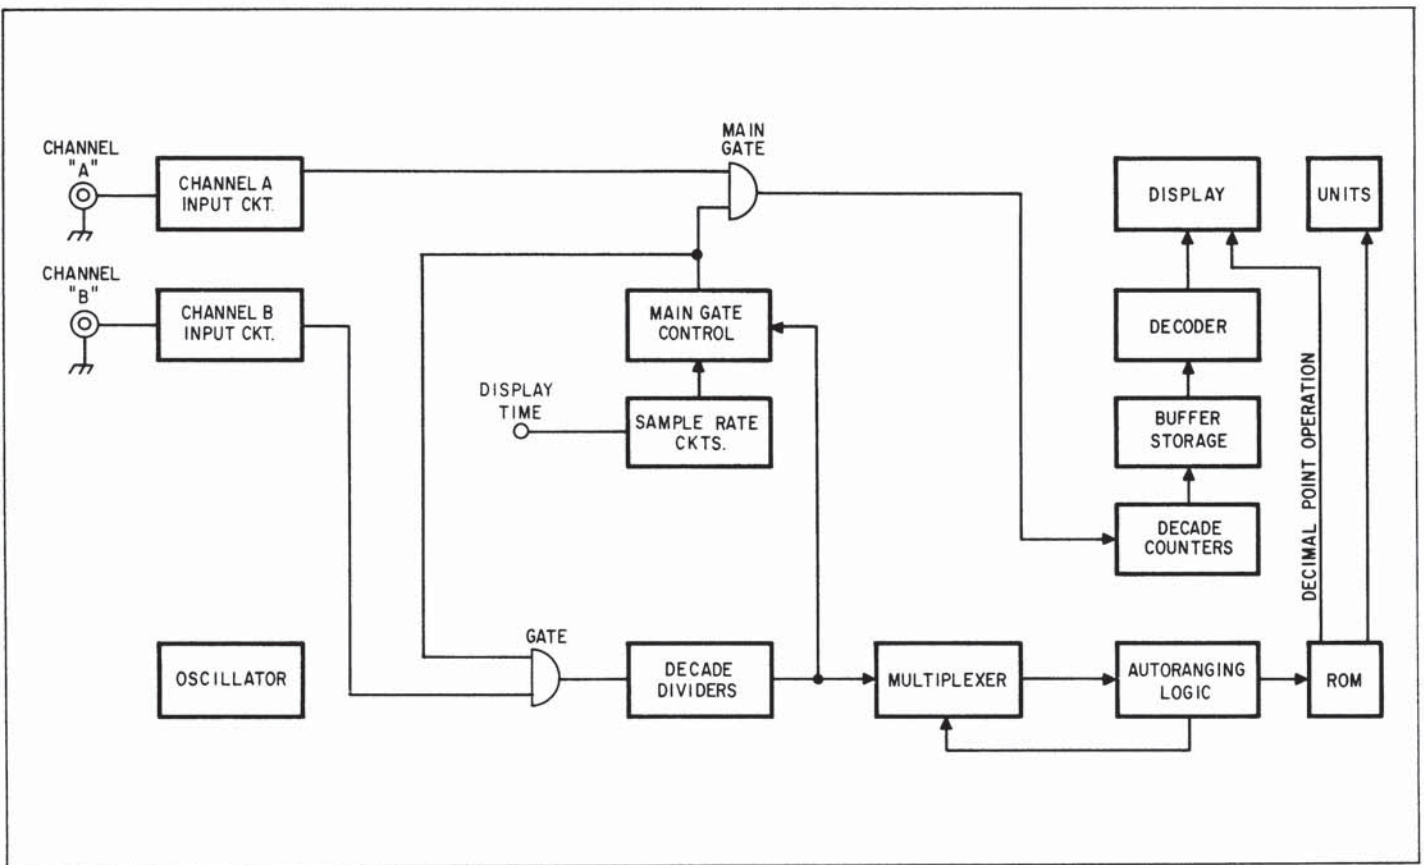 CHANNEL
"A"
CHANNEL A
INPUT CKT.
MAIN
GATE
DISPLAY
UNITS
CHANNEL
"B"
CHANNEL B
INPUT CKT.
MAIN GATE
CONTROL
DECODER
DISPLAY
TIME
SAMPLE RATE
CKTS.
BUFFER
STORAGE
DECADE
COUNTERS
DECIMAL POINT OPERATION
OSCILLATOR
GATE
DECADE
DIVIDERS
MULTIPLEXER
AUTORANGING
LOGIC
ROM